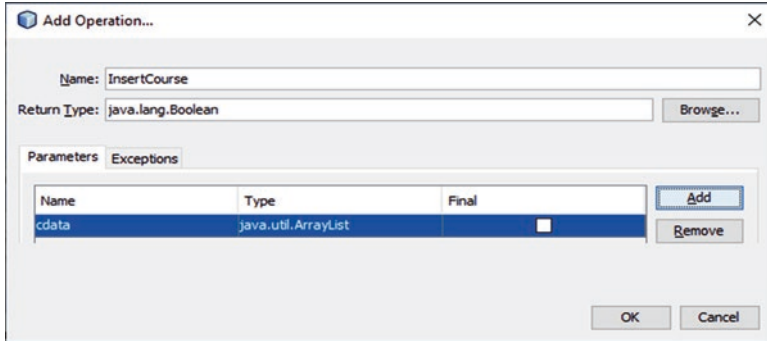 Add Operation...
Name: InsertCourse
Return Type: java.lang.Boolean Browse...
Parameters Exceptions
Name Type Final Add
cdata java.util.ArrayList Remove
OK Cancel